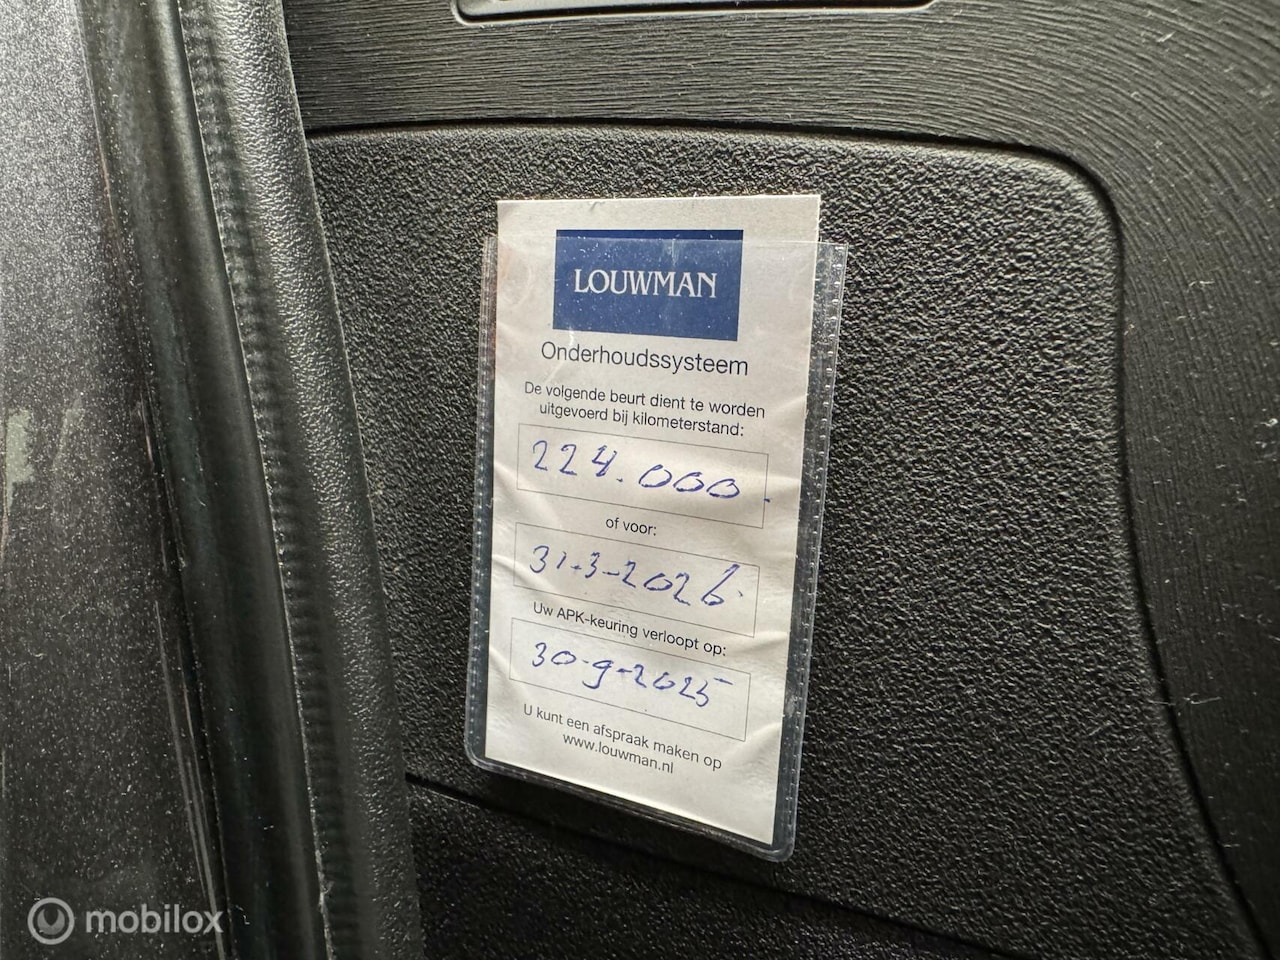 LOUWMAN
Onderhoudssysteem
De volgende beurt dient te worden
uitgevoerd bij kilometerstand:
224.000.
of voor:
31-3-2026.
Uw APK-keuring verloopt op:
30-9-2025
U kunt een afspraak maken op
www.louwman.nl
mobilox